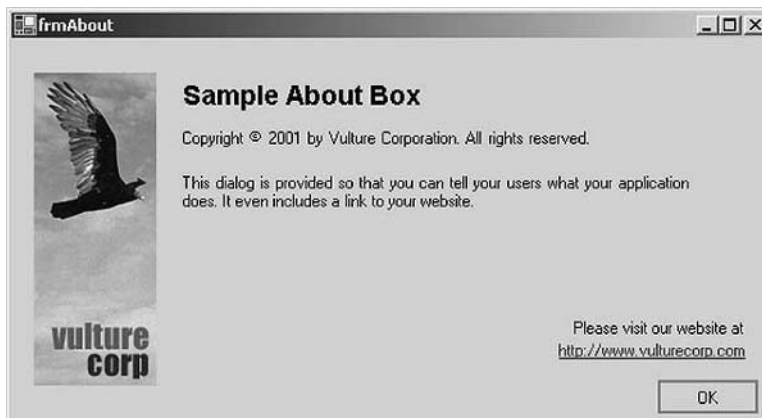 frmAbout
Sample About Box
Copyright © 2001 by Vulture Corporation. All rights reserved.
This dialog is provided so that you can tell your users what your application
does. It even includes a link to your website.
vulture
corp
Please visit our website at
http://www.vulturecorp.com
OK